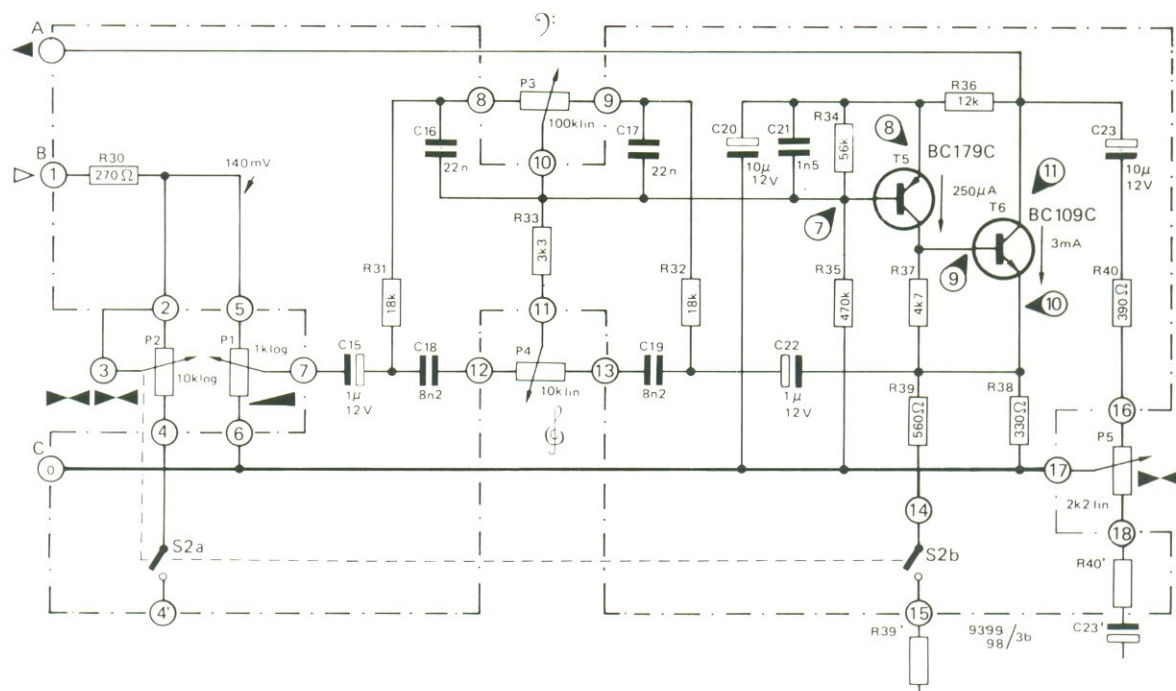 A
B
1
R30
270Ω
140mV
2
5
3
P2
10klog
P1
1klog
7
4
6
C
0
S2a
4'
C15
1µ
12V
R31
18k
C16
22n
8
P3
100klin
9
10
C17
22n
R33
3k3
11
C18
8n2
12
P4
10klin
13
C19
8n2
R32
18k
C20
10µ
12V
C21
1n5
R34
56k
7
R35
470k
8
T5
BC179C
250µA
R36
12k
T6
BC109C
3mA
9
10
11
R37
4k7
C22
1µ
12V
R39
560Ω
R38
330Ω
C23
10µ
12V
R40
390Ω
16
P5
2k2lin
17
18
14
S2b
15
R39'
R40'
C23'
9399
98/3b